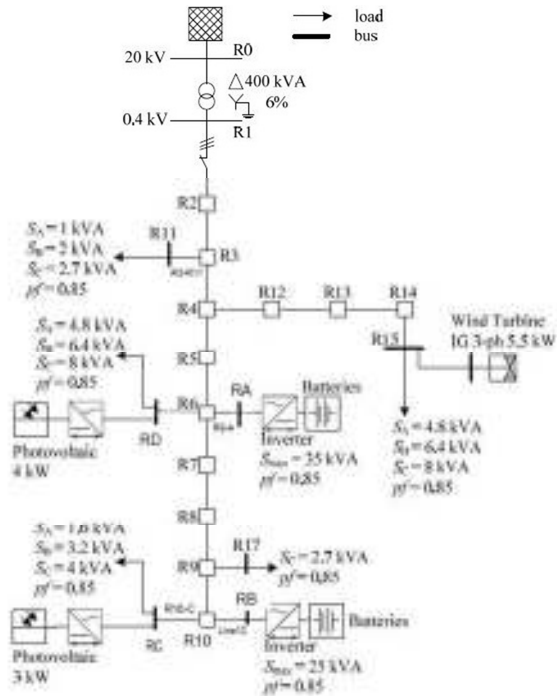 load
bus
20 kV
R0
400 kVA
6%
0,4 kV
R1
R2
S_A = 1 kVA
S_B = 2 kVA
S_C = 2.7 kVA
pf = 0,85
R11
R3
R4
R12
R13
R14
R15
Wind Turbine
IG 3-ph 5,5 kW
S_A = 4.8 kVA
S_B = 6.4 kVA
S_C = 8 kVA
pf = 0,85
R5
S_A = 4.8 kVA
S_B = 6.4 kVA
S_C = 8 kVA
pf = 0,85
R6
RA
Batteries
Inverter
S_max = 35 kVA
pf = 0,85
RD
Photovoltaic
4 kW
R7
R8
S_A = 1,6 kVA
S_B = 3.2 kVA
S_C = 4 kVA
pf = 0,85
R9
R17
S_C = 2.7 kVA
pf = 0,85
R10-C
RC
R10
RB
Batteries
Inverter
S_max = 25 kVA
pf = 0,85
Photovoltaic
3 kW